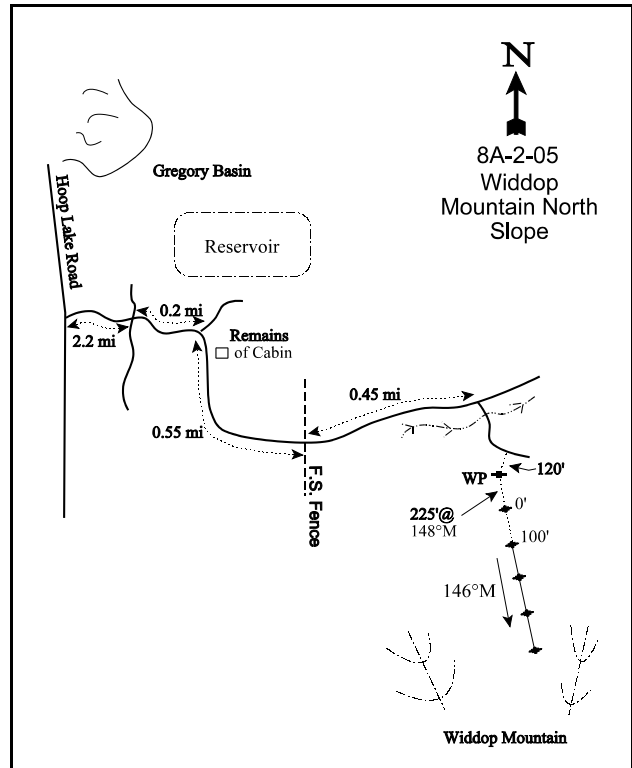 N
8A-2-05
Widdop
Mountain North
Slope
Gregory Basin
Hoop Lake Road
Reservoir
0.2 mi
2.2 mi
Remains
of Cabin
0.45 mi
0.55 mi
F.S. Fence
120'
WP
0'
225'@
148°M
100'
146°M
Widdop Mountain